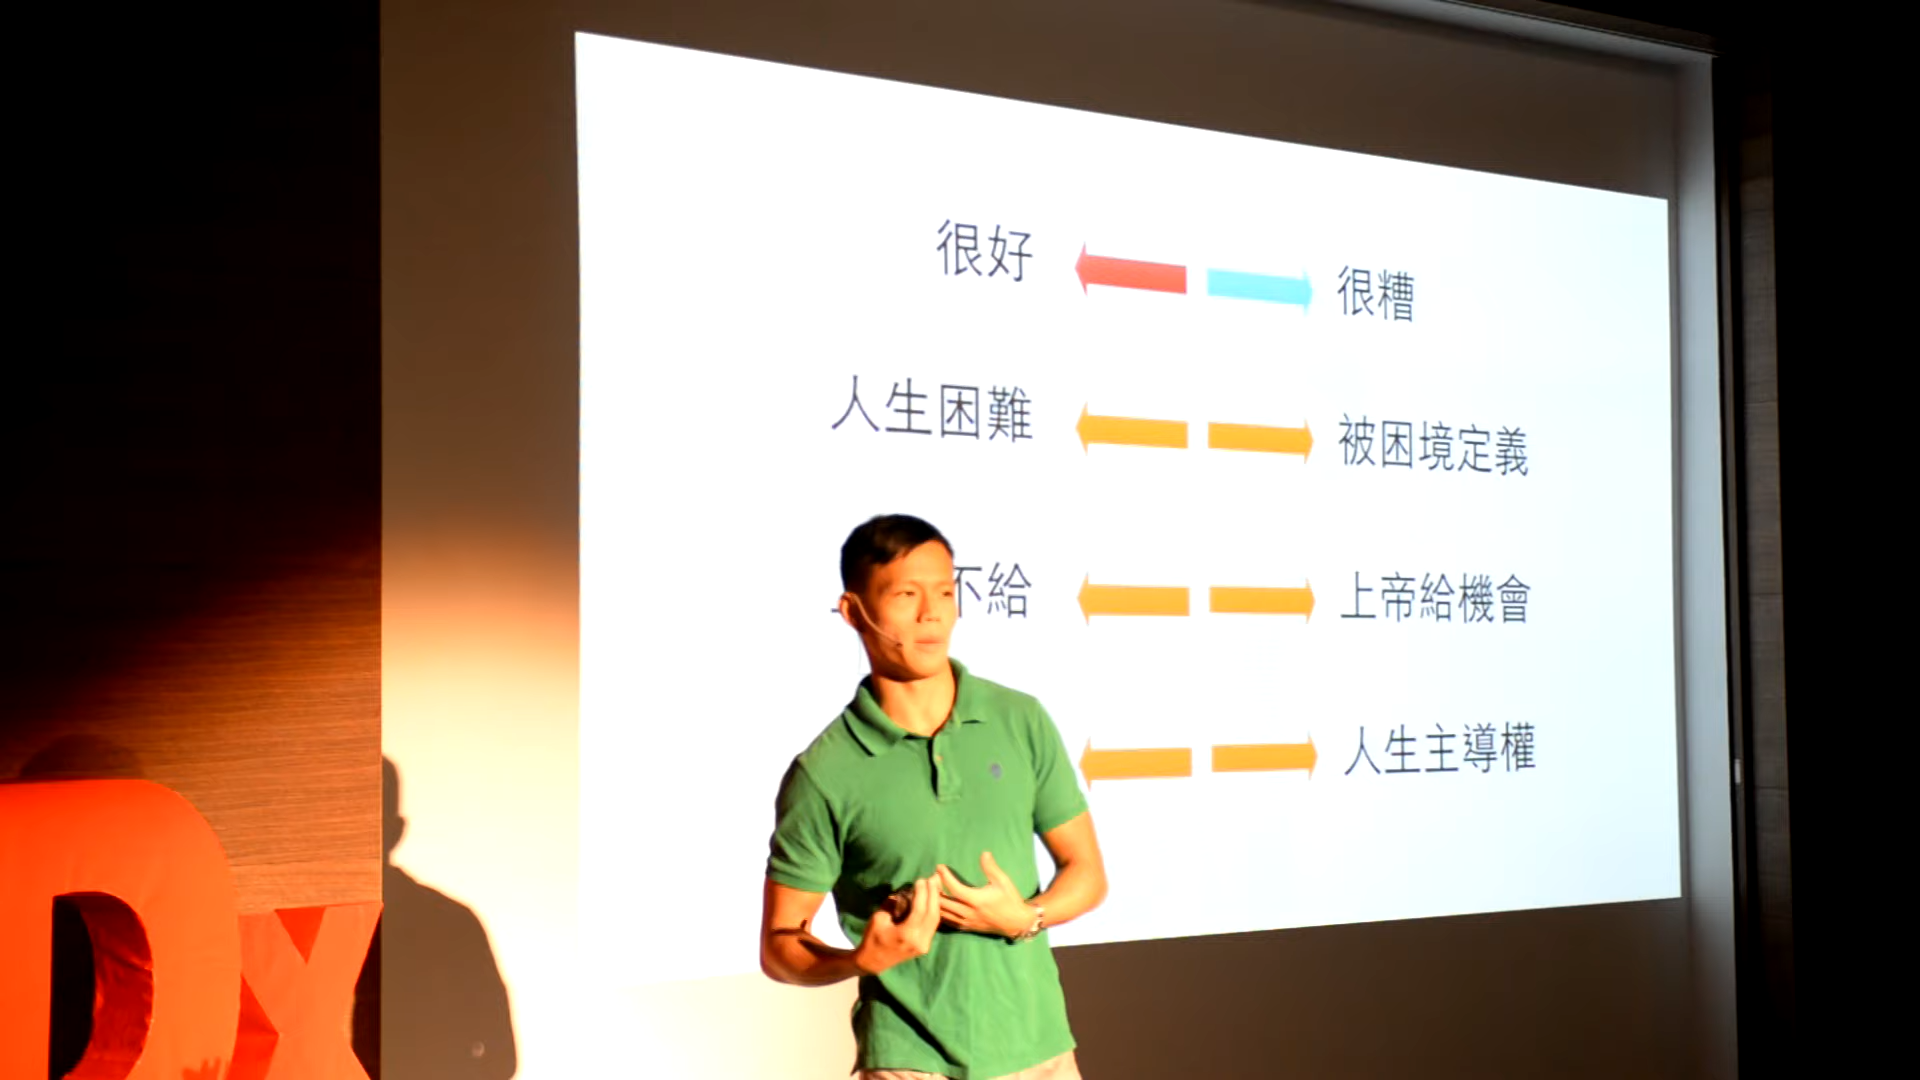 很好 很糟
人生困難 被困境定義
不給 上帝給機會
人生主導權
Dx